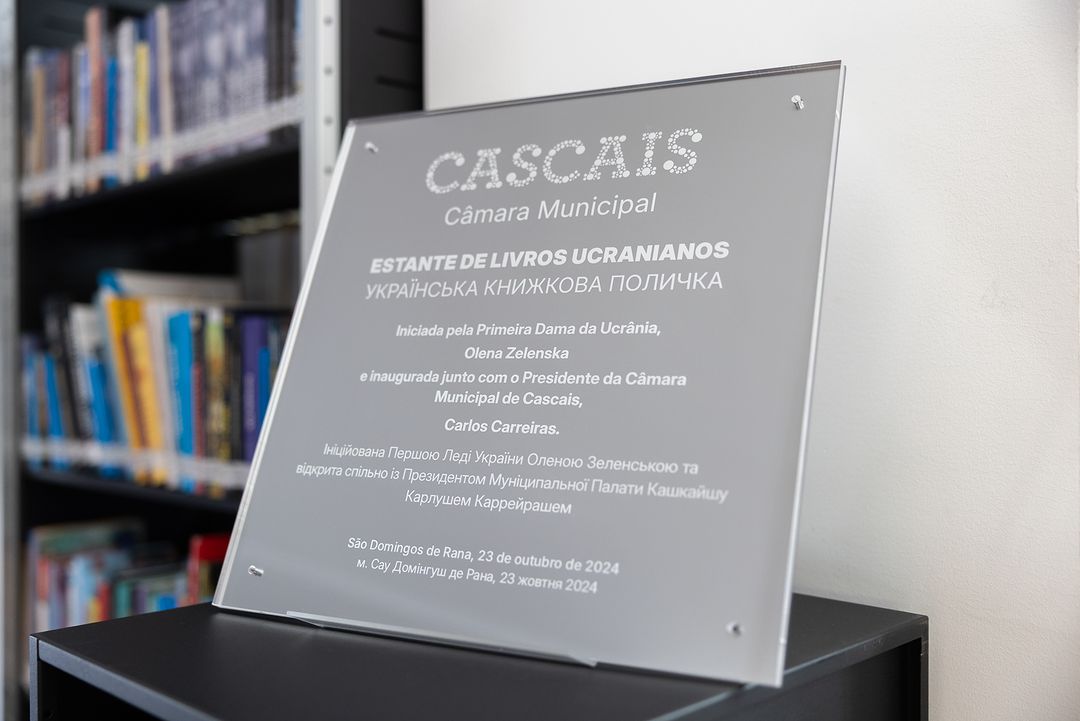 CASCAIS
Câmara Municipal
ESTANTE DE LIVROS UCRANIANOS
УКРАЇНСЬКА КНИЖКОВА ПОЛИЧКА
Iniciada pela Primeira Dama da Ucrânia,
Olena Zelenska
e inaugurada junto com o Presidente da Câmara
Municipal de Cascais,
Carlos Carreiras.
Ініційована Першою Леді України Оленою Зеленською та
відкрита спільно із Президентом Муніципальної Палати Кашкайшу
Карлушем Каррейрашем
São Domingos de Rana, 23 de outubro de 2024
м. Сау Домінгуш де Рана, 23 жовтня 2024